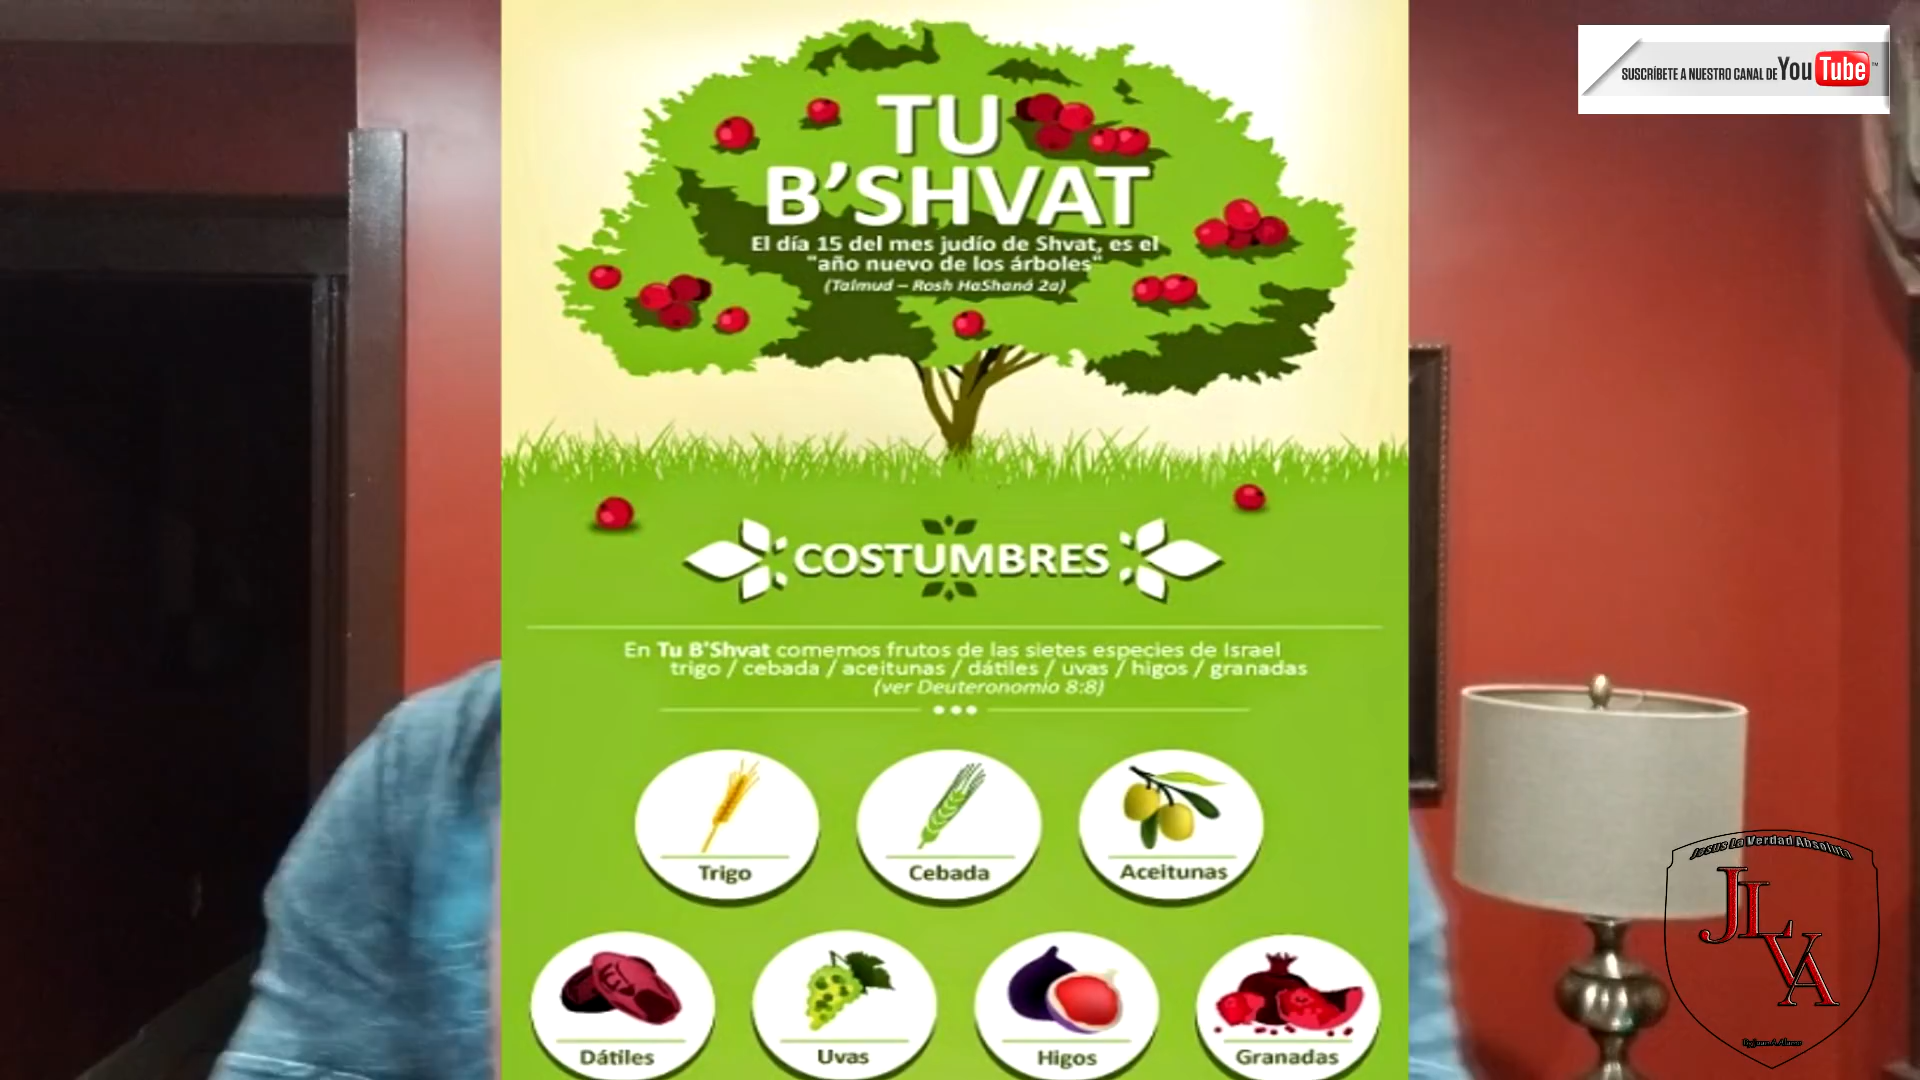 SUSCRÍBETE A NUESTRO CANAL DE YouTube™
TU
B'SHVAT
El día 15 del mes judío de Shvat, es el
"año nuevo de los árboles"
(Talmud – Rosh HaShaná 2a)
COSTUMBRES
En Tu B'Shvat comemos frutos de las sietes especies de Israel
trigo / cebada / aceitunas / dátiles / uvas / higos / granadas
(ver Deuteronomio 8:8)
Trigo
Cebada
Aceitunas
Dátiles
Uvas
Higos
Granadas
Jesus La Verdad Absoluta
JLVA